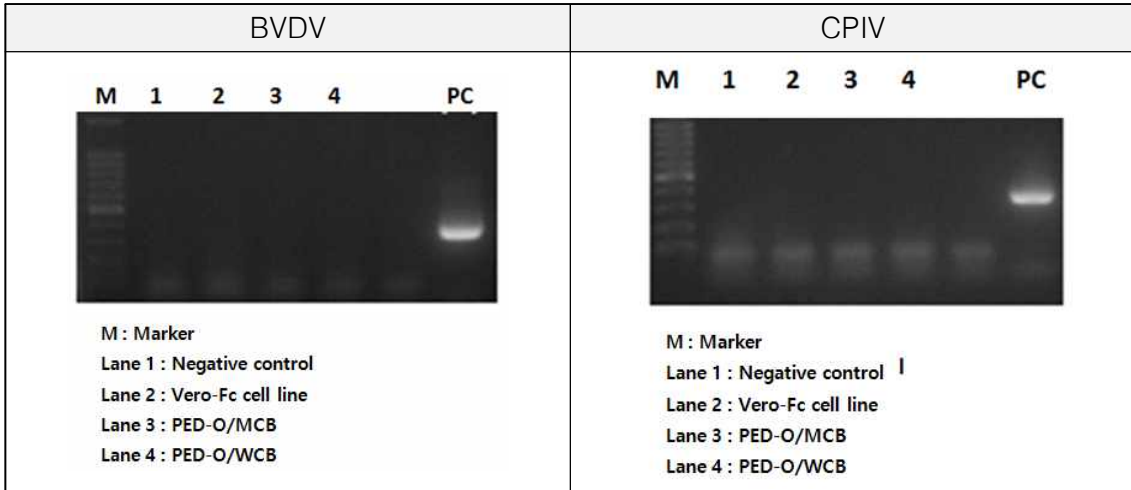 BVDV
CPIV
M 1 2 3 4 PC
M : Marker
Lane 1 : Negative control
Lane 2 : Vero-Fc cell line
Lane 3 : PED-O/MCB
Lane 4 : PED-O/WCB
M 1 2 3 4 PC
M : Marker
Lane 1 : Negative control
Lane 2 : Vero-Fc cell line
Lane 3 : PED-O/MCB
Lane 4 : PED-O/WCB